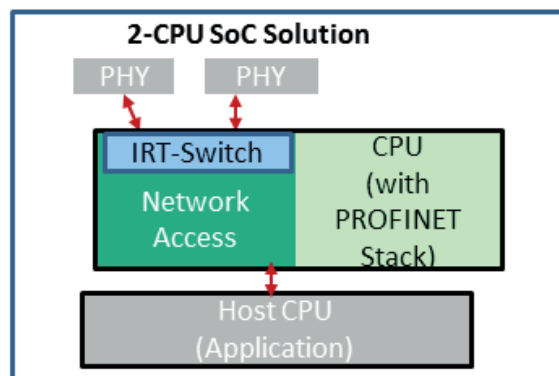 2-CPU SoC Solution
PHY PHY
IRT-Switch
Network
Access
CPU
(with
PROFINET
Stack)
Host CPU
(Application)